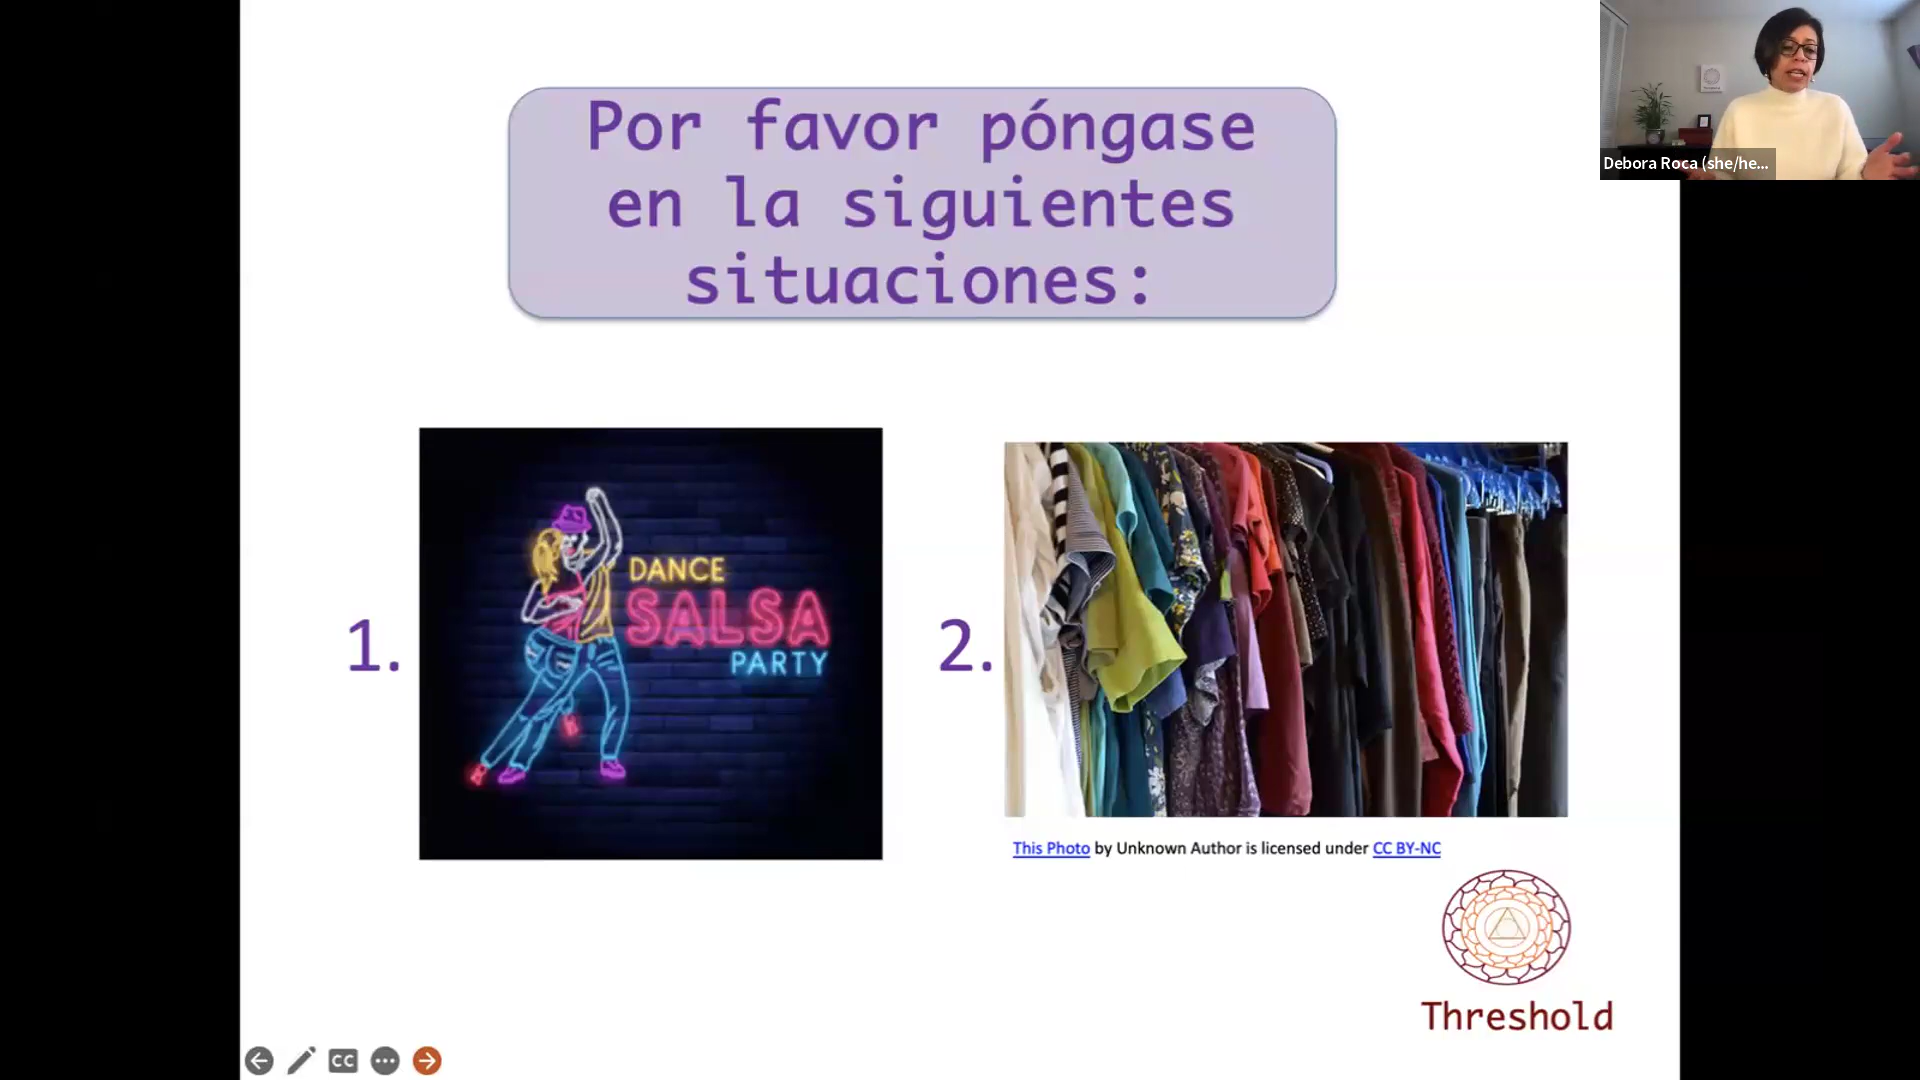 Por favor póngase
en la siguientes
situaciones:
Debora Roca (she/he...
1.
DANCE
SALSA
PARTY
2.
This Photo by Unknown Author is licensed under CC BY-NC
Threshold
CC